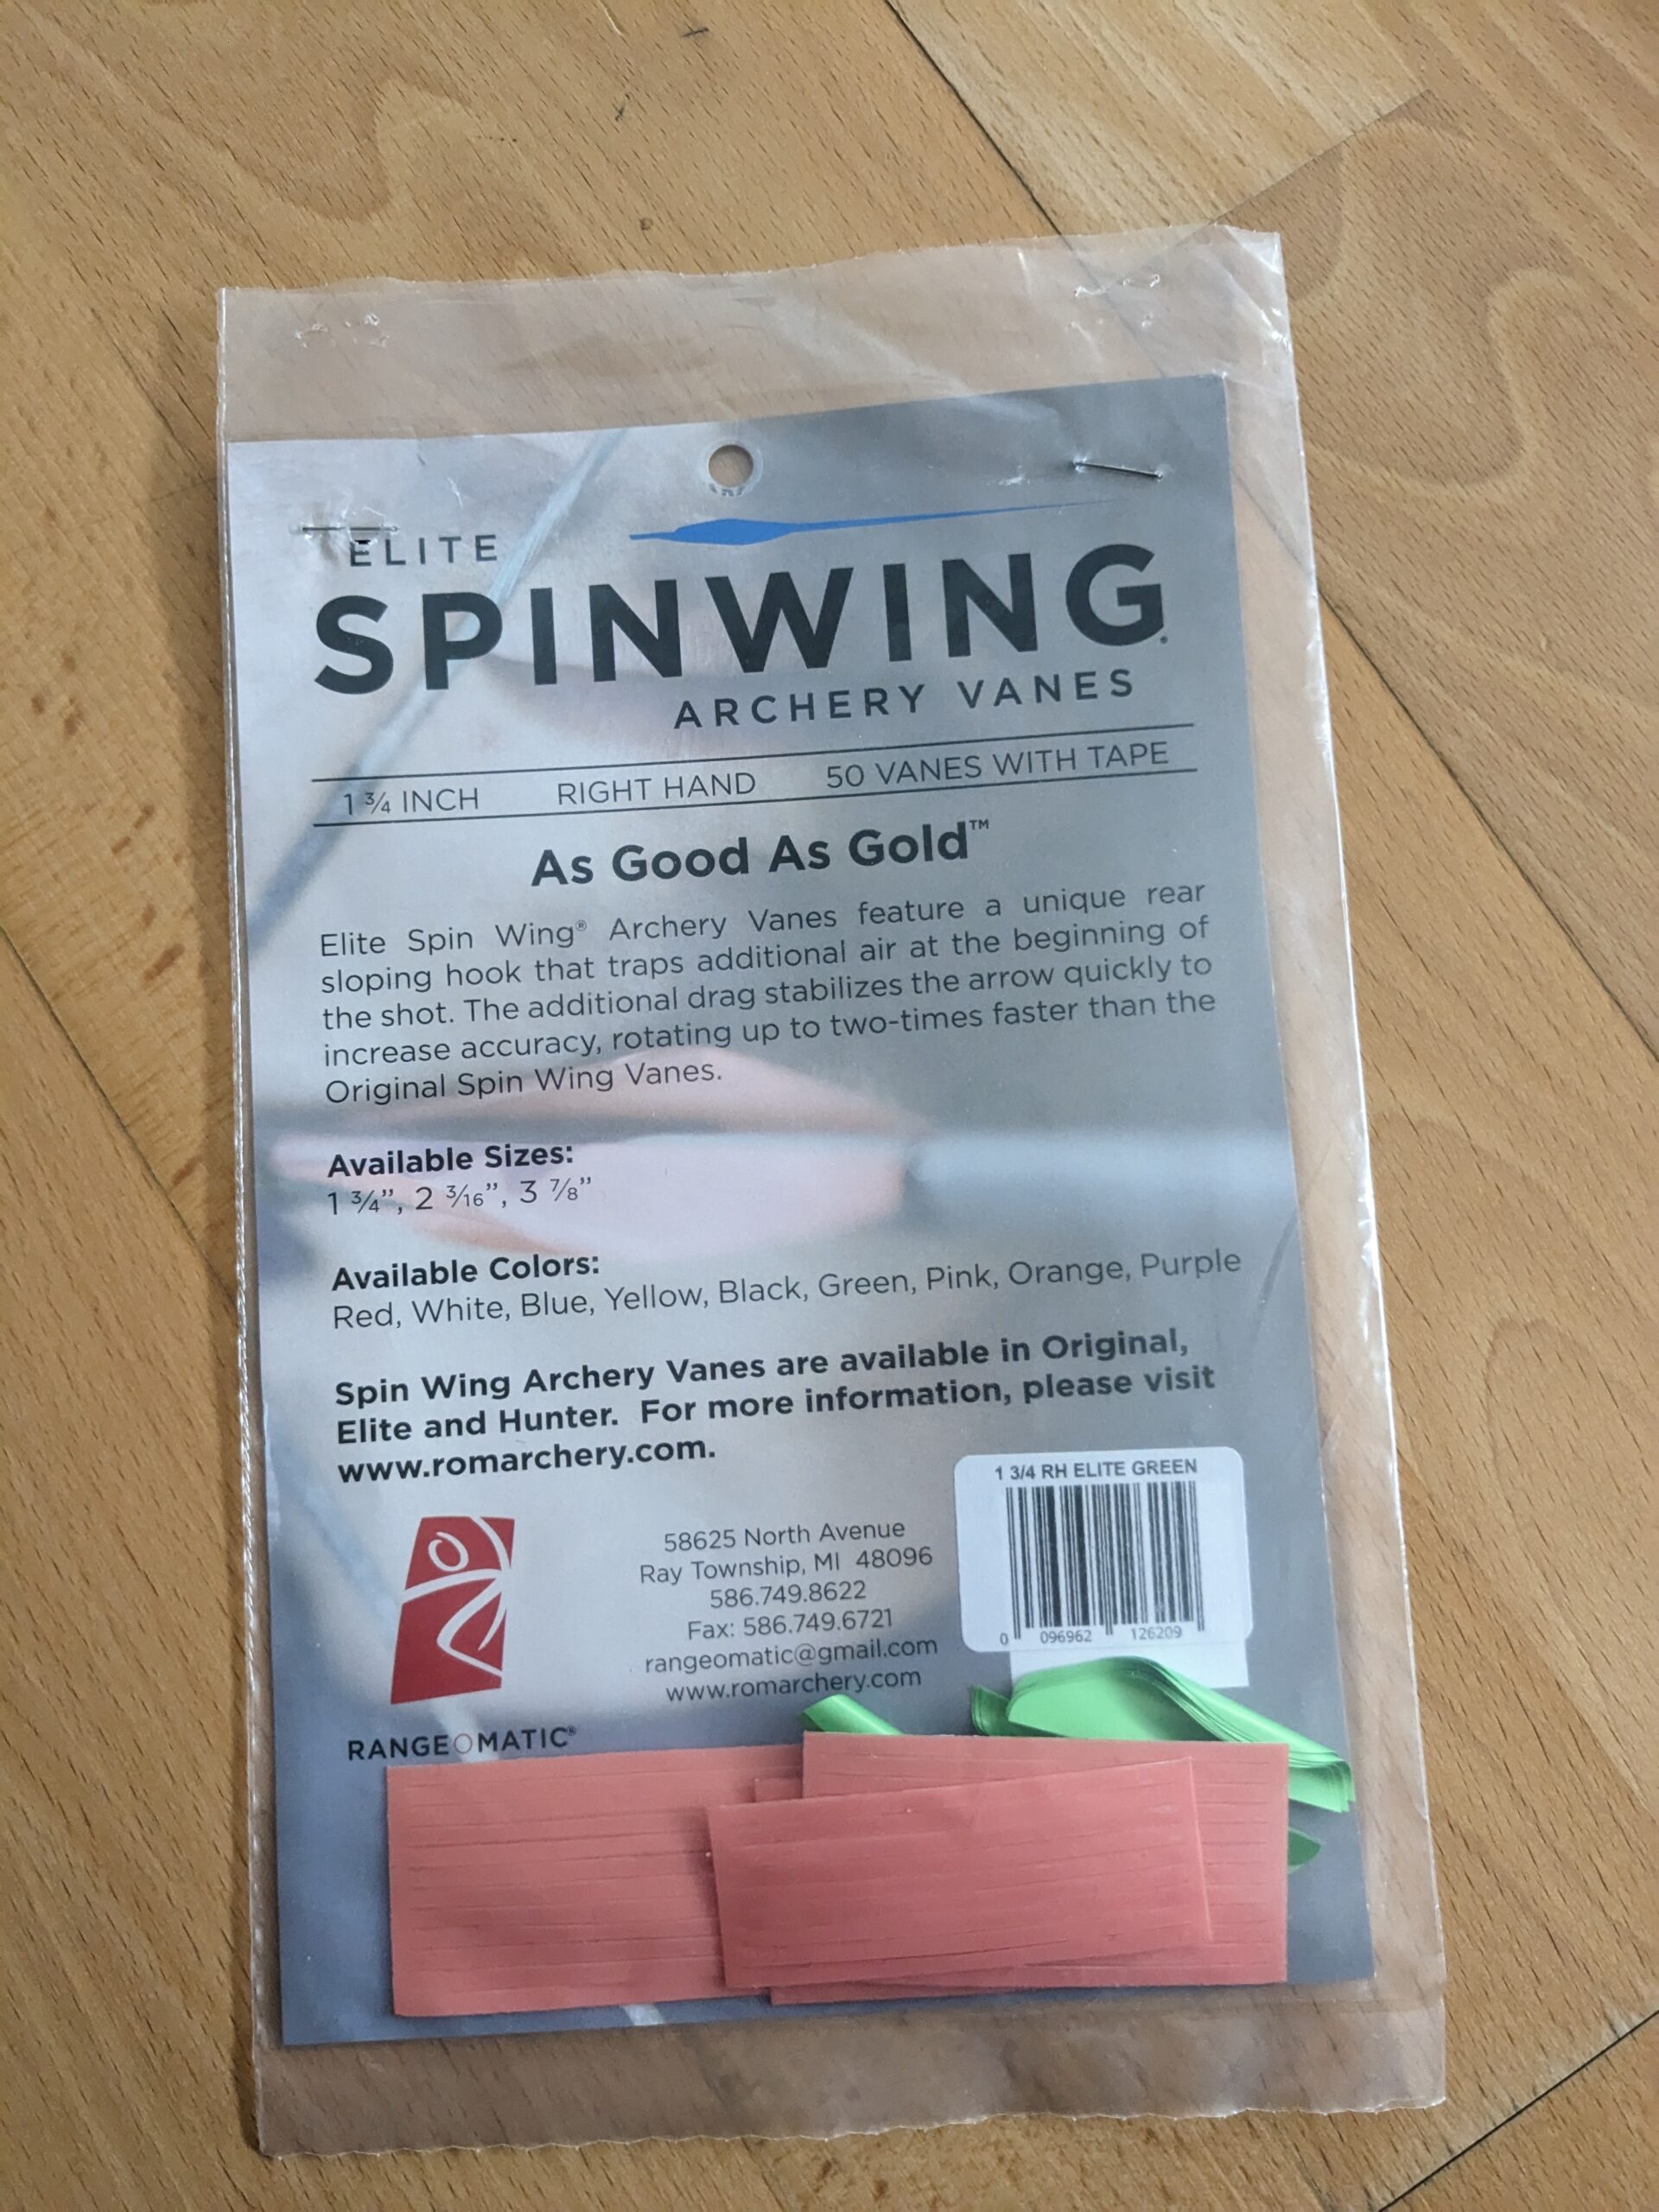 ELITE
SPINWING®
ARCHERY VANES
1 ¾ INCH RIGHT HAND 50 VANES WITH TAPE
As Good As Gold™
Elite Spin Wing® Archery Vanes feature a unique rear
sloping hook that traps additional air at the beginning of
the shot. The additional drag stabilizes the arrow quickly to
increase accuracy, rotating up to two-times faster than the
Original Spin Wing Vanes.
Available Sizes:
1 ¾”, 2 3⁄16”, 3 ⅞”
Available Colors:
Red, White, Blue, Yellow, Black, Green, Pink, Orange, Purple
Spin Wing Archery Vanes are available in Original,
Elite and Hunter. For more information, please visit
www.romarchery.com.
RANGEOMATIC®
58625 North Avenue
Ray Township, MI 48096
586.749.8622
Fax: 586.749.6721
rangeomatic@gmail.com
www.romarchery.com
1 3/4 RH ELITE GREEN
0 096962 126209